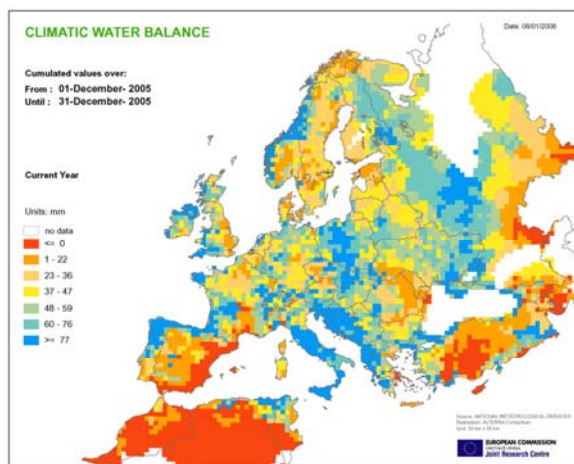 CLIMATIC WATER BALANCE
Date: 06/01/2006
Cumulated values over:
From : 01-December- 2005
Until : 31-December- 2005
Current Year
Units: mm
no data
<= 0
1 - 22
23 - 36
37 - 47
48 - 59
60 - 76
>= 77
Source: NATIONAL METEOROLOGICAL SERVICES
EUROPEAN COMMISSION
Joint Research Centre